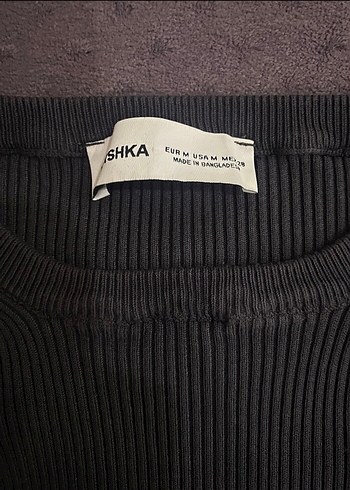 SHKA
EUR M USA M MEX 28
MADE IN BANGLADESH